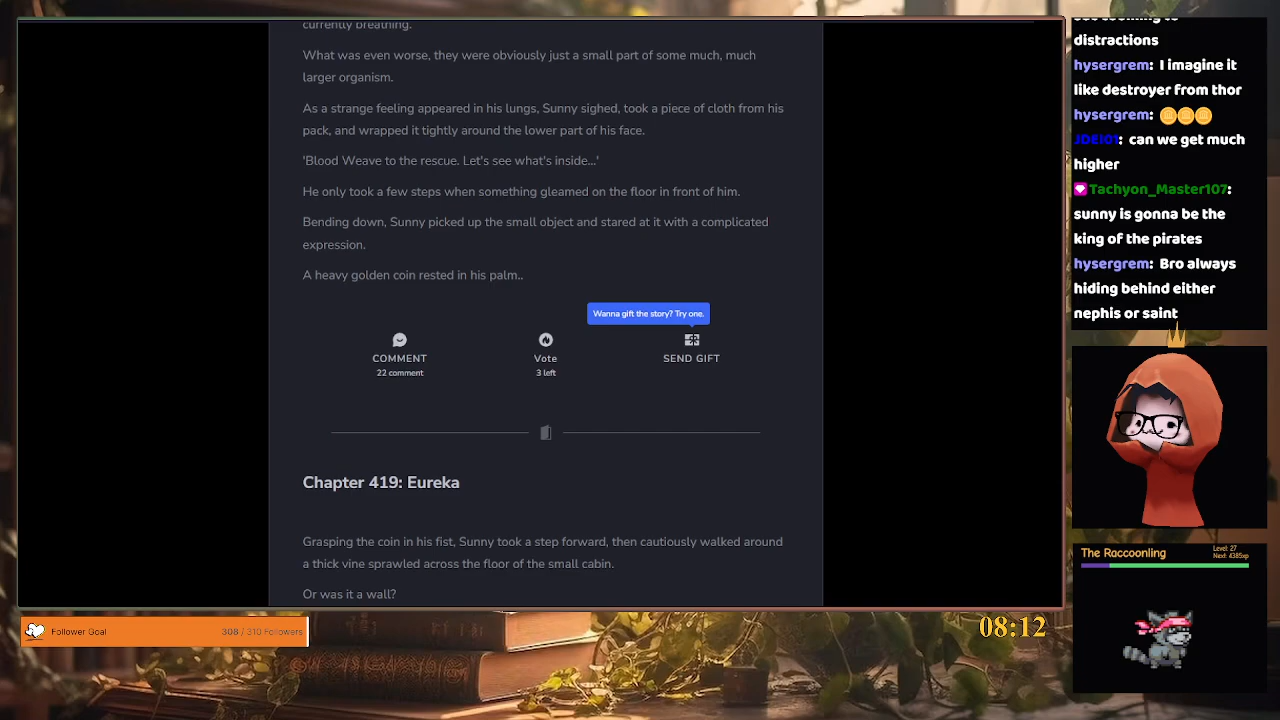 currently breathing.
What was even worse, they were obviously just a small part of some much, much
larger organism.
As a strange feeling appeared in his lungs, Sunny sighed, took a piece of cloth from his
pack, and wrapped it tightly around the lower part of his face.
'Blood Weave to the rescue. Let's see what's inside...'
He only took a few steps when something gleamed on the floor in front of him.
Bending down, Sunny picked up the small object and stared at it with a complicated
expression.
A heavy golden coin rested in his palm..
Wanna gift the story? Try one.
COMMENT
22 comment
Vote
3 left
SEND GIFT
Chapter 419: Eureka
Grasping the coin in his fist, Sunny took a step forward, then cautiously walked around
a thick vine sprawled across the floor of the small cabin.
Or was it a wall?
distractions
hysergrem: I imagine it
like destroyer from thor
hysergrem:
JDEI01: can we get much
higher
Tachyon_Master107:
sunny is gonna be the
king of the pirates
hysergrem: Bro always
hiding behind either
nephis or saint
The Raccoonling
Level: 27
Next: 4385xp
Follower Goal
308 / 310 Followers
08:12